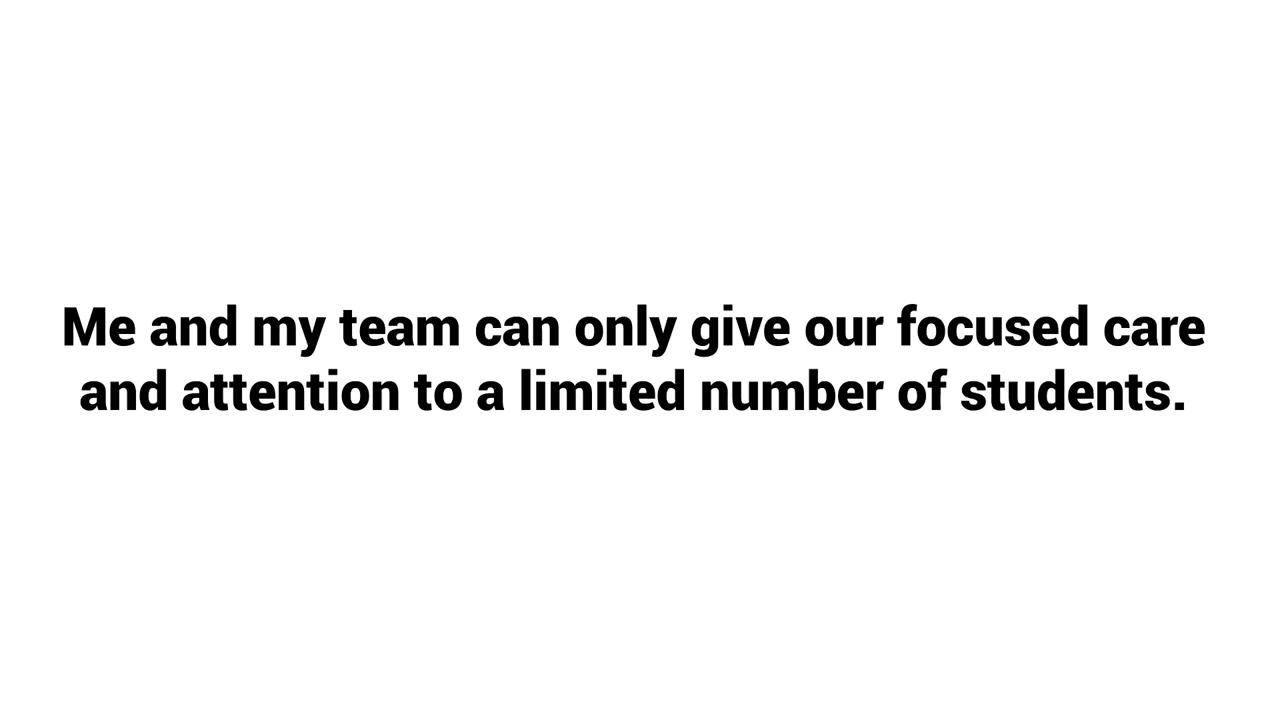 Me and my team can only give our focused care
and attention to a limited number of students.